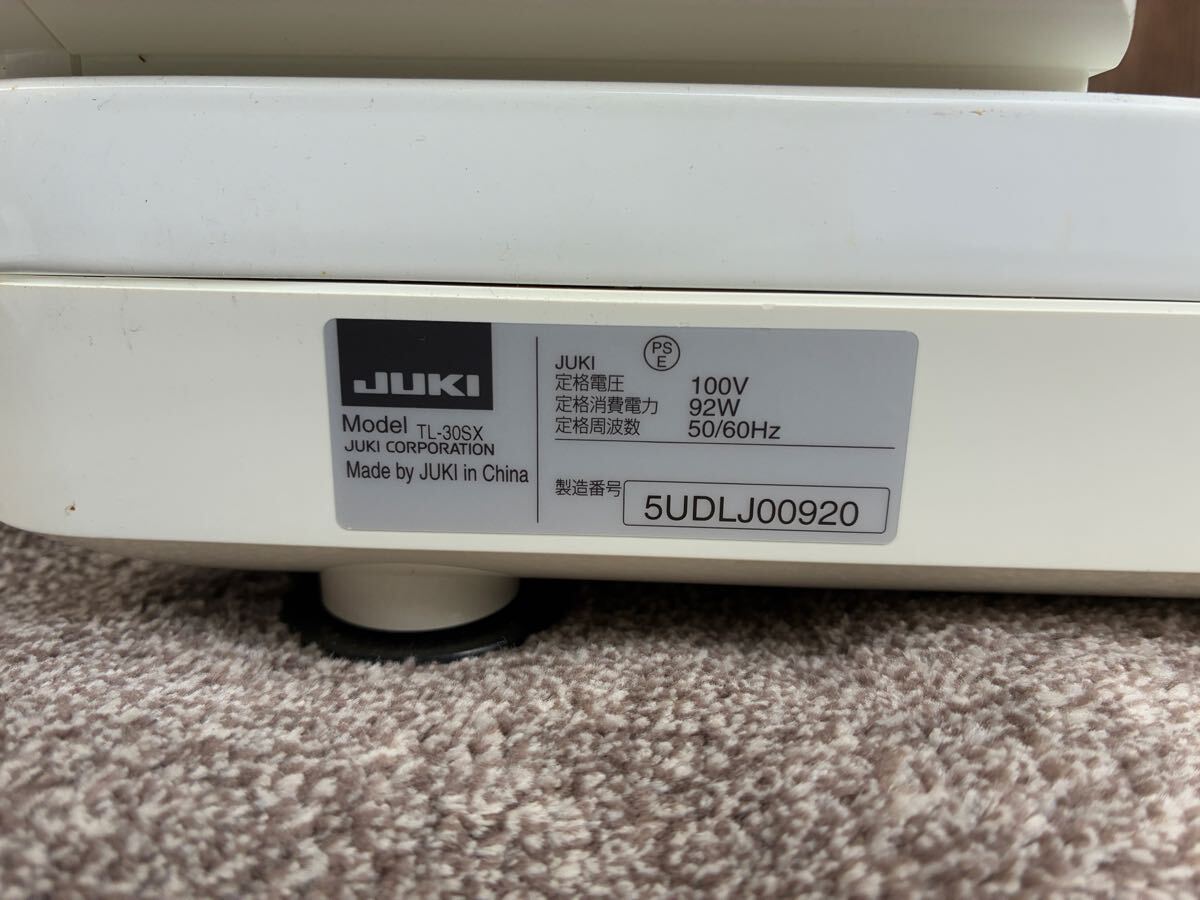 JUKI
Model TL-30SX
JUKI CORPORATION
Made by JUKI in China
JUKI
PS
E
定格電圧 100V
定格消費電力 92W
定格周波数 50/60Hz
製造番号 5UDLJ00920